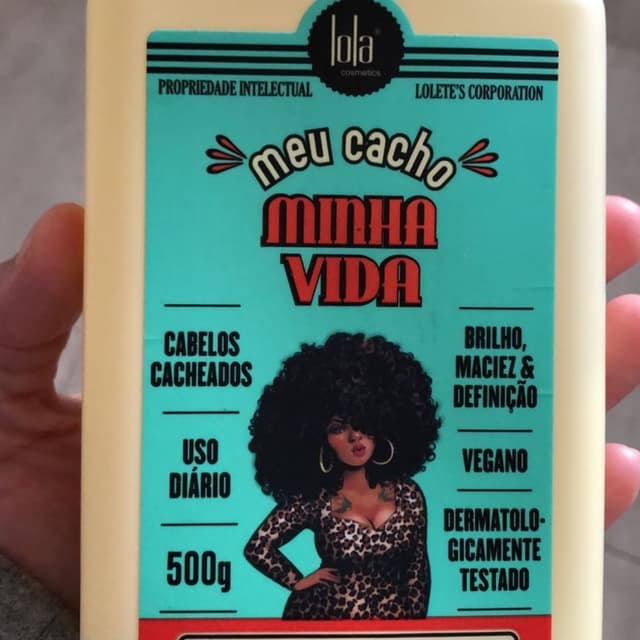 lola
cosmetics
PROPRIEDADE INTELECTUAL
LOLETE'S CORPORATION
meu cacho
MINHA
VIDA
CABELOS
CACHEADOS
USO
DIÁRIO
500g
BRILHO,
MACIEZ &
DEFINIÇÃO
VEGANO
DERMATOLO-
GICAMENTE
TESTADO